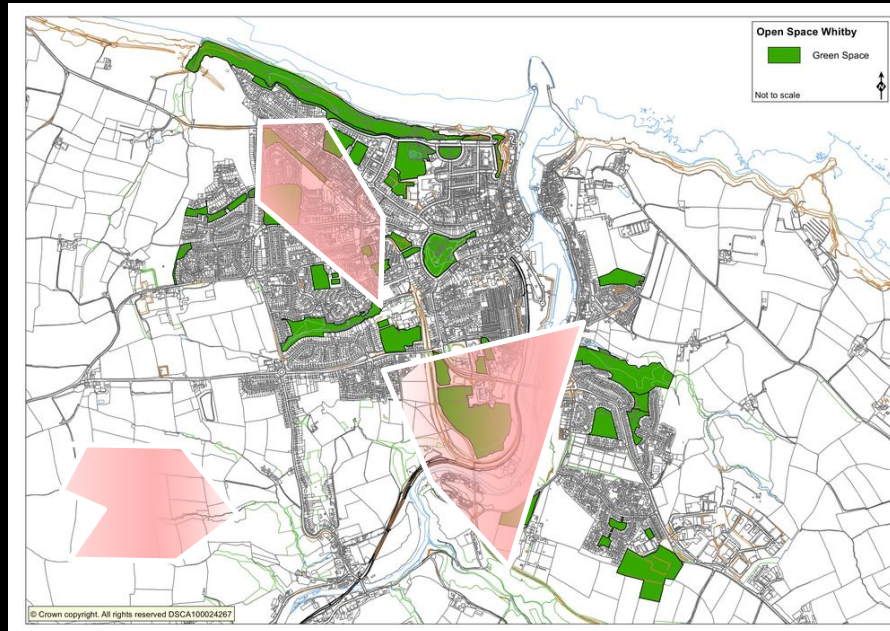 Open Space Whitby
Green Space
Not to scale
N
© Crown copyright. All rights reserved DSCA100024267